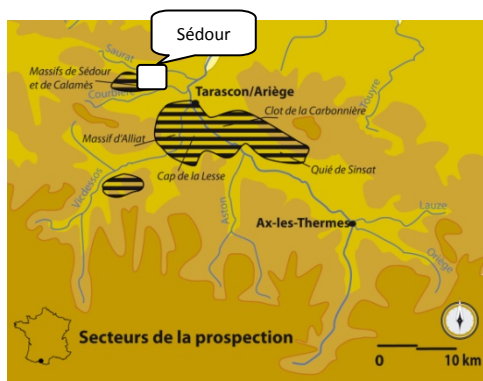 Sédour
Saurat
Massifs de Sédour
et de Calamès
Courbière
Tarascon/Ariège
Clot de la Carbonnière
Touyre
Massif d'Alliat
Cap de la Lesse
Quié de Sinsat
Vicdessos
Aston
Lauze
Ax-les-Thermes
Oriège
Secteurs de la prospection
0 10 km